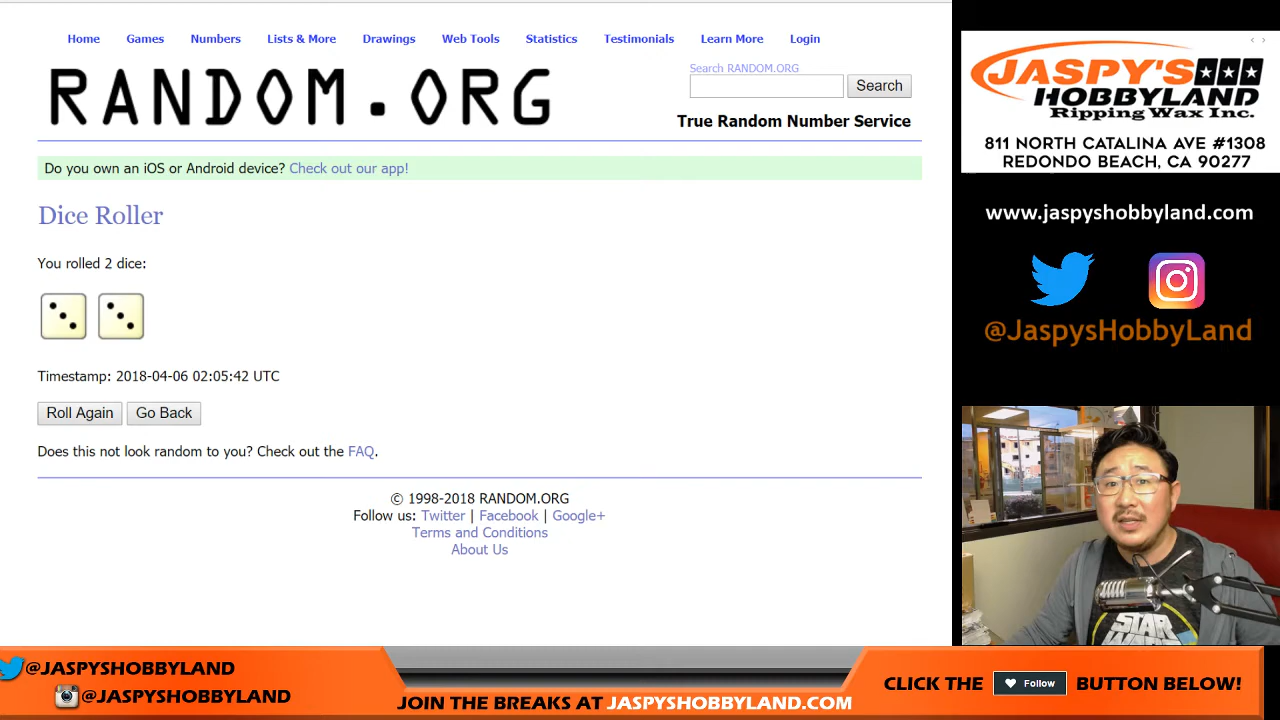 Home Games Numbers Lists & More Drawings Web Tools Statistics Testimonials Learn More Login
RANDOM.ORG
Search RANDOM.ORG
Search
True Random Number Service
Do you own an iOS or Android device? Check out our app!
Dice Roller
You rolled 2 dice:
Timestamp: 2018-04-06 02:05:42 UTC
Roll Again Go Back
Does this not look random to you? Check out the FAQ.
© 1998-2018 RANDOM.ORG
Follow us: Twitter | Facebook | Google+
Terms and Conditions
About Us
JASPY'S
HOBBYLAND
Ripping Wax Inc.
811 NORTH CATALINA AVE #1308
REDONDO BEACH, CA 90277
www.jaspyshobbyland.com
@JaspysHobbyLand
STAR
WARS
@JASPYSHOBBYLAND
@JASPYSHOBBYLAND
JOIN THE BREAKS AT JASPYSHOBBYLAND.COM
CLICK THE Follow BUTTON BELOW!